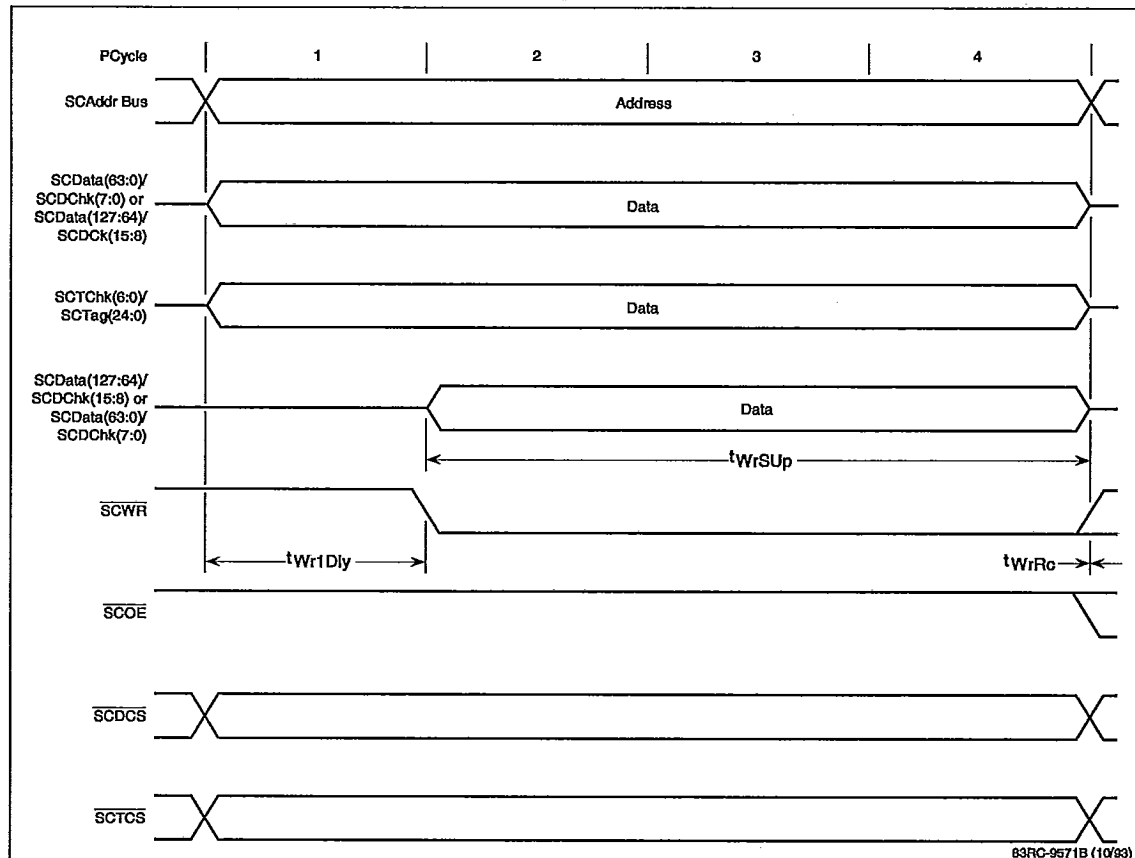 PCycle 1 2 3 4
SCAddr Bus Address
SCData(63:0)/
SCDChk(7:0) or
SCData(127:64)/
SCDCk(15:8)
Data
SCTChk(6:0)/
SCTag(24:0)
Data
SCData(127:64)/
SCDChk(15:8) or
SCData(63:0)/
SCDChk(7:0)
Data
tWrSUp
SCWR
tWr1Dly tWrRc
SCOE
SCDCS
SCTCS
83RC-9571B (10/93)